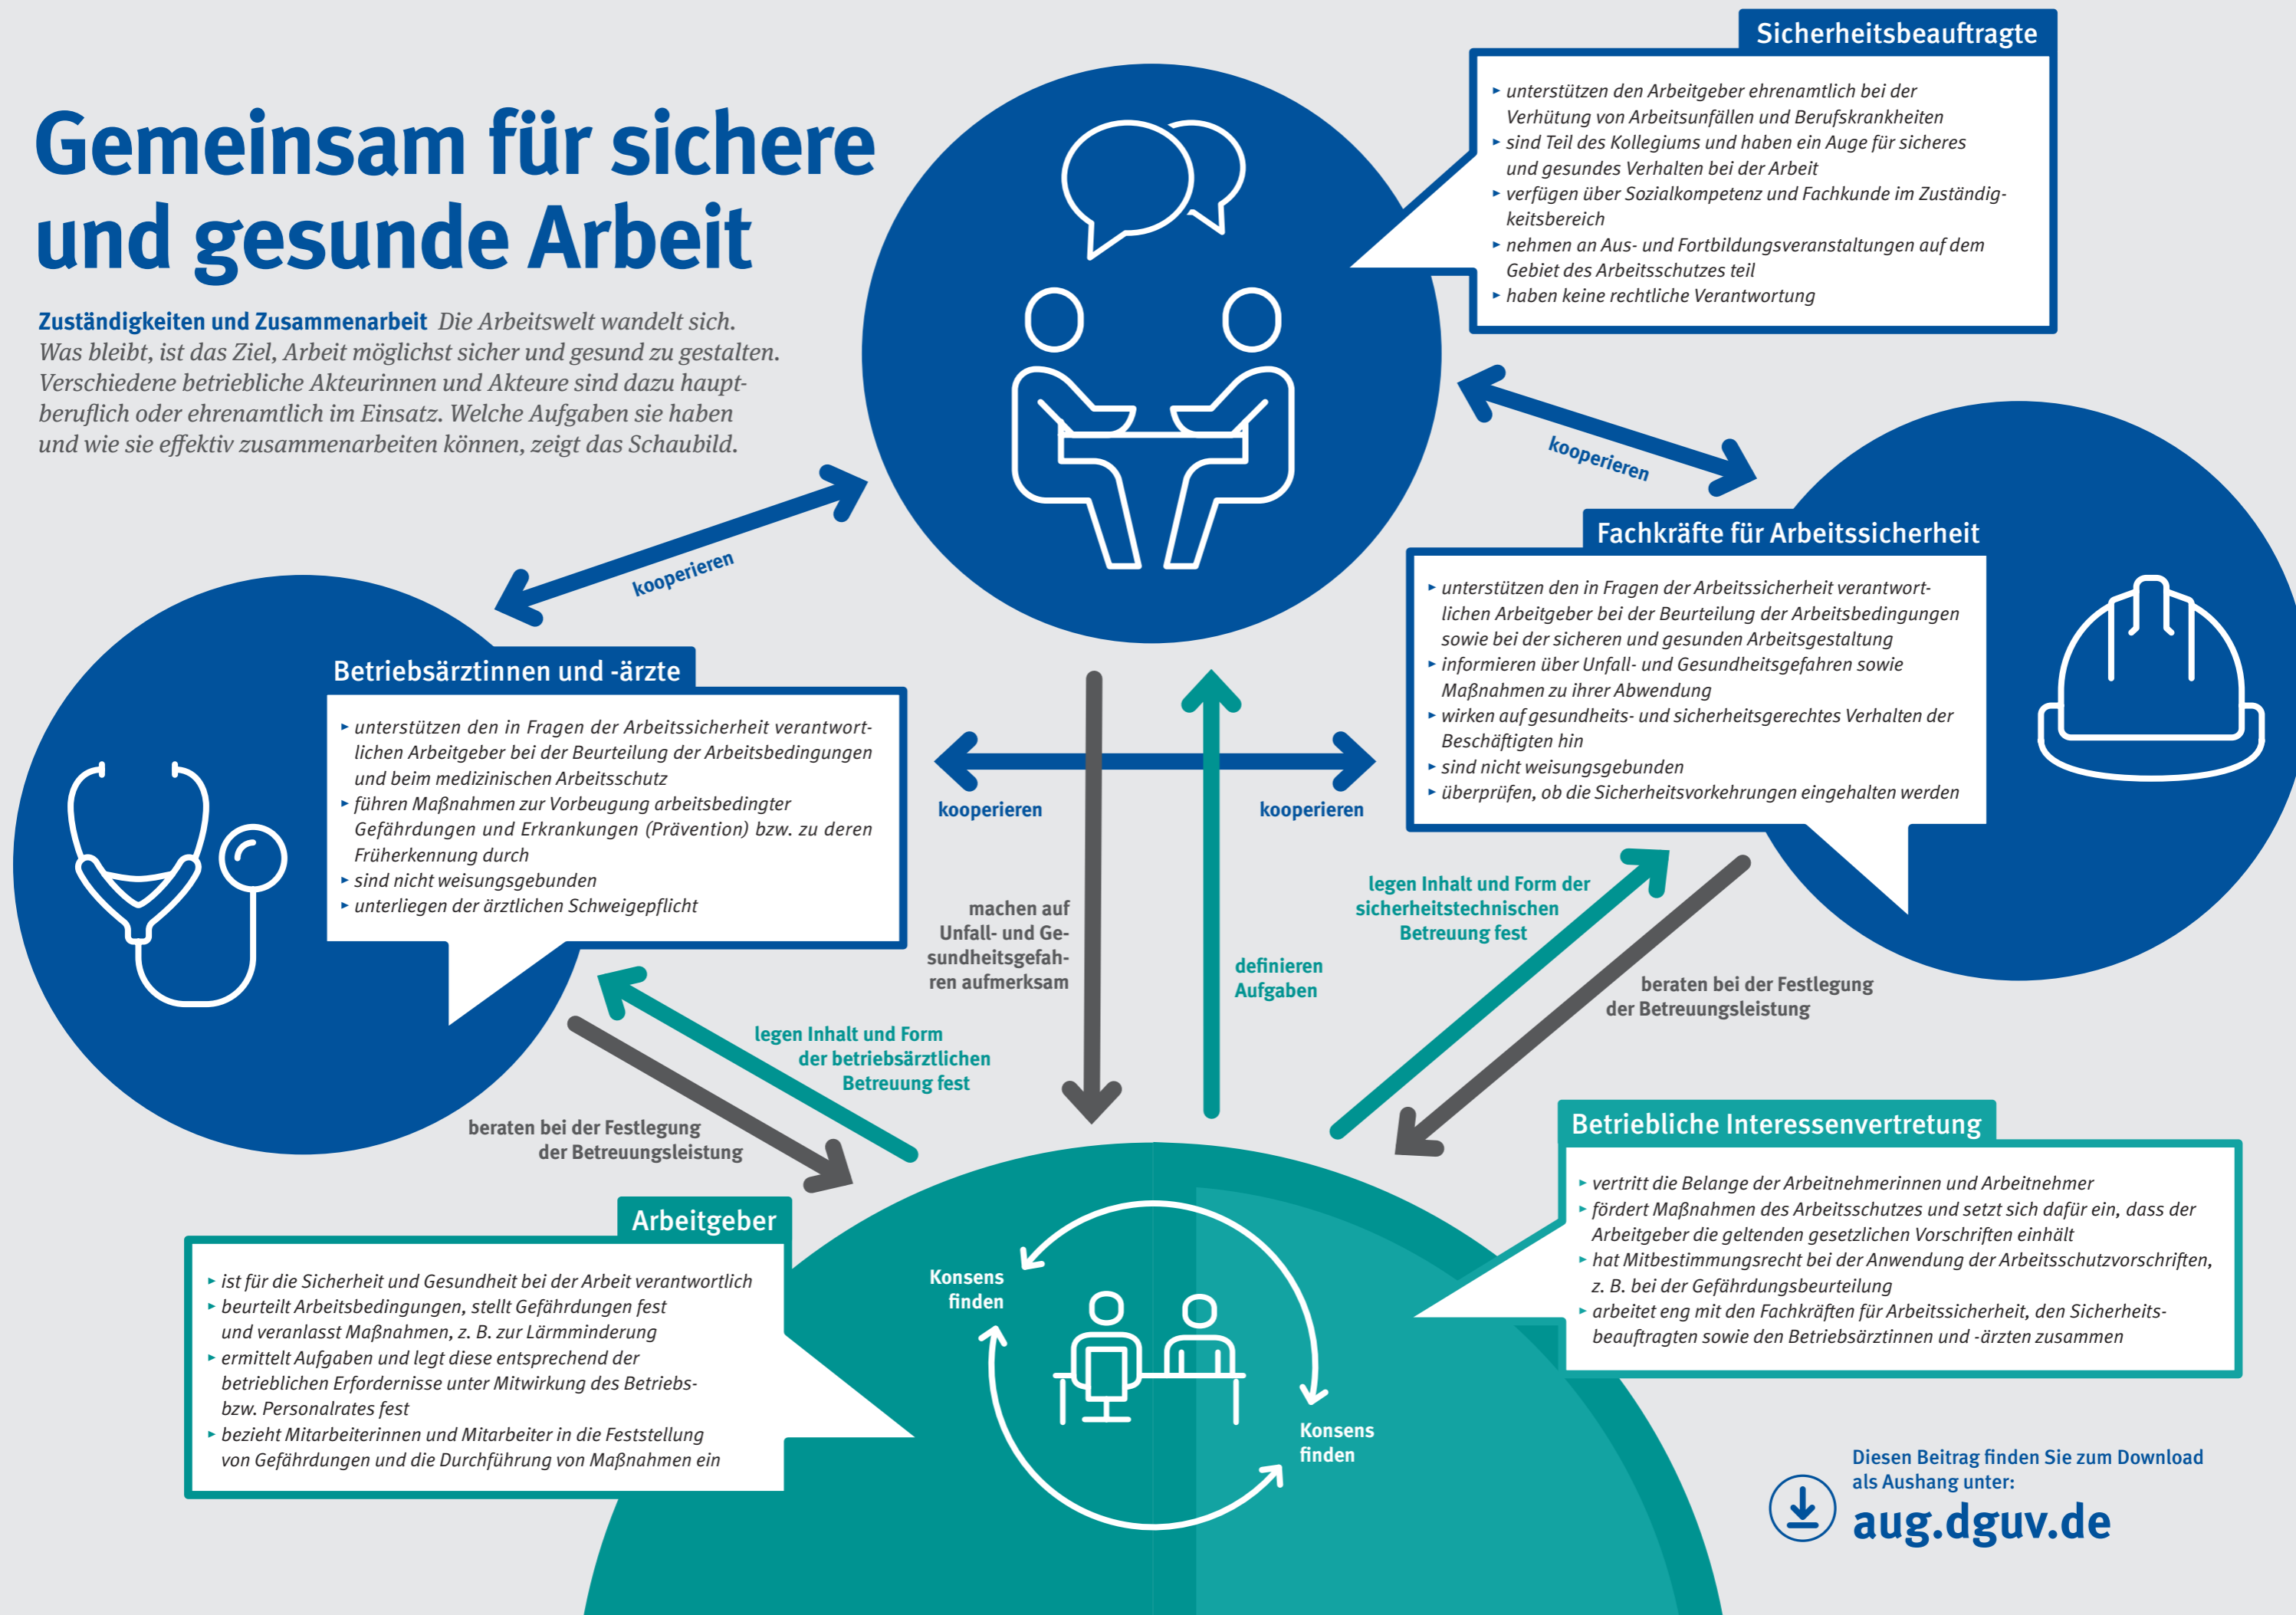 Gemeinsam für sichere
und gesunde Arbeit
Zuständigkeiten und Zusammenarbeit Die Arbeitswelt wandelt sich.
Was bleibt, ist das Ziel, Arbeit möglichst sicher und gesund zu gestalten.
Verschiedene betriebliche Akteurinnen und Akteure sind dazu haupt-
beruflich oder ehrenamtlich im Einsatz. Welche Aufgaben sie haben
und wie sie effektiv zusammenarbeiten können, zeigt das Schaubild.
Sicherheitsbeauftragte
▸ unterstützen den Arbeitgeber ehrenamtlich bei der
Verhütung von Arbeitsunfällen und Berufskrankheiten
▸ sind Teil des Kollegiums und haben ein Auge für sicheres
und gesundes Verhalten bei der Arbeit
▸ verfügen über Sozialkompetenz und Fachkunde im Zuständig-
keitsbereich
▸ nehmen an Aus- und Fortbildungsveranstaltungen auf dem
Gebiet des Arbeitsschutzes teil
▸ haben keine rechtliche Verantwortung
kooperieren
kooperieren
Fachkräfte für Arbeitssicherheit
▸ unterstützen den in Fragen der Arbeitssicherheit verantwort-
lichen Arbeitgeber bei der Beurteilung der Arbeitsbedingungen
sowie bei der sicheren und gesunden Arbeitsgestaltung
▸ informieren über Unfall- und Gesundheitsgefahren sowie
Maßnahmen zu ihrer Abwendung
▸ wirken auf gesundheits- und sicherheitsgerechtes Verhalten der
Beschäftigten hin
▸ sind nicht weisungsgebunden
▸ überprüfen, ob die Sicherheitsvorkehrungen eingehalten werden
Betriebsärztinnen und -ärzte
▸ unterstützen den in Fragen der Arbeitssicherheit verantwort-
lichen Arbeitgeber bei der Beurteilung der Arbeitsbedingungen
und beim medizinischen Arbeitsschutz
▸ führen Maßnahmen zur Vorbeugung arbeitsbedingter
Gefährdungen und Erkrankungen (Prävention) bzw. zu deren
Früherkennung durch
▸ sind nicht weisungsgebunden
▸ unterliegen der ärztlichen Schweigepflicht
kooperieren
kooperieren
machen auf
Unfall- und Ge-
sundheitsgefah-
ren aufmerksam
definieren
Aufgaben
legen Inhalt und Form der
sicherheitstechnischen
Betreuung fest
beraten bei der Festlegung
der Betreuungsleistung
legen Inhalt und Form
der betriebsärztlichen
Betreuung fest
beraten bei der Festlegung
der Betreuungsleistung
Arbeitgeber
▸ ist für die Sicherheit und Gesundheit bei der Arbeit verantwortlich
▸ beurteilt Arbeitsbedingungen, stellt Gefährdungen fest
und veranlasst Maßnahmen, z. B. zur Lärmminderung
▸ ermittelt Aufgaben und legt diese entsprechend der
betrieblichen Erfordernisse unter Mitwirkung des Betriebs-
bzw. Personalrates fest
▸ bezieht Mitarbeiterinnen und Mitarbeiter in die Feststellung
von Gefährdungen und die Durchführung von Maßnahmen ein
Konsens
finden
Konsens
finden
Betriebliche Interessenvertretung
▸ vertritt die Belange der Arbeitnehmerinnen und Arbeitnehmer
▸ fördert Maßnahmen des Arbeitsschutzes und setzt sich dafür ein, dass der
Arbeitgeber die geltenden gesetzlichen Vorschriften einhält
▸ hat Mitbestimmungsrecht bei der Anwendung der Arbeitsschutzvorschriften,
z. B. bei der Gefährdungsbeurteilung
▸ arbeitet eng mit den Fachkräften für Arbeitssicherheit, den Sicherheits-
beauftragten sowie den Betriebsärztinnen und -ärzten zusammen
Diesen Beitrag finden Sie zum Download
als Aushang unter:
aug.dguv.de